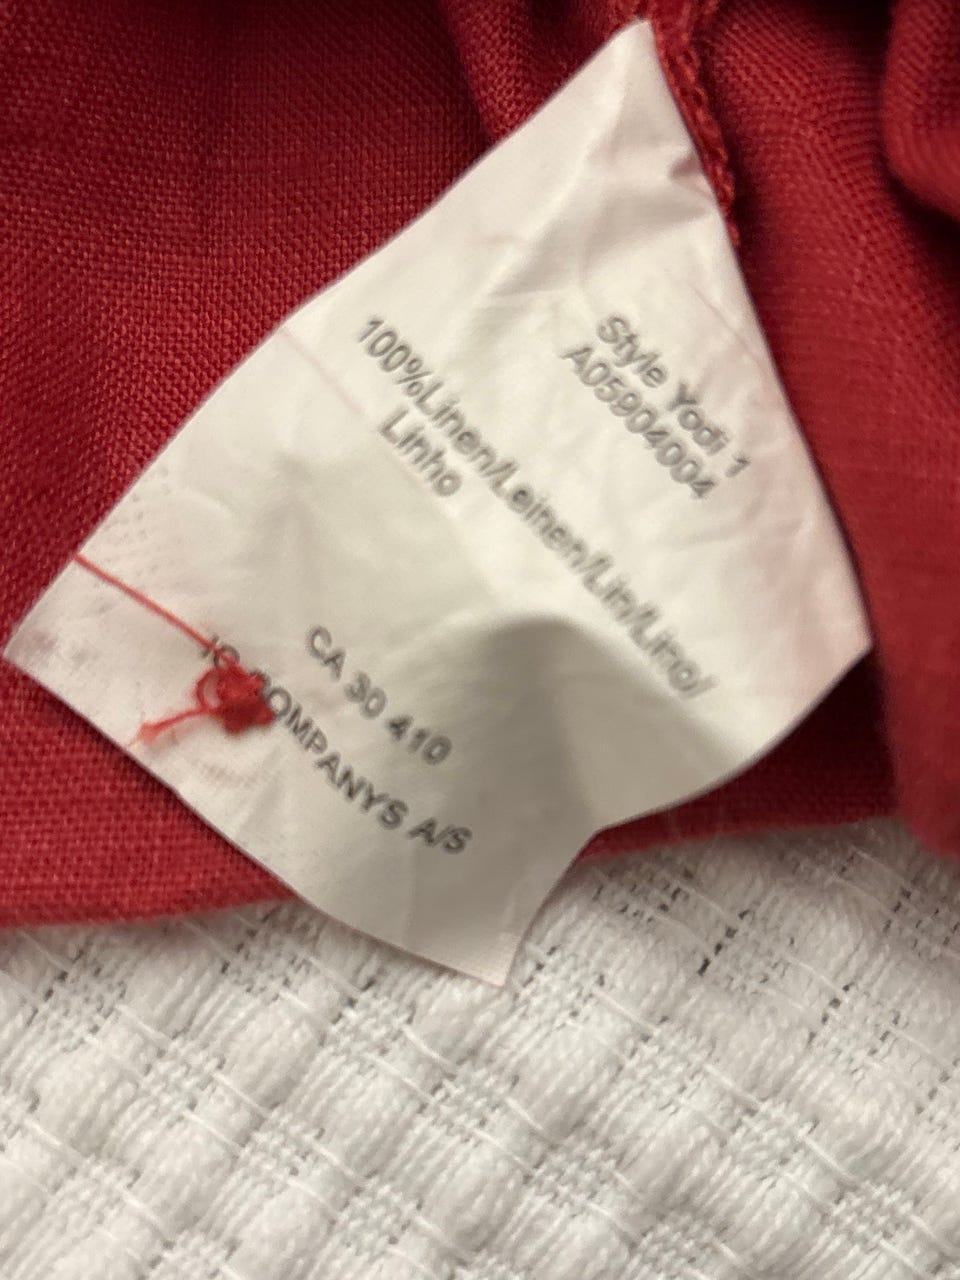 Style Yodi 1
A05904004
100%Linen/Leinen/Lin/Lino/
Linho
CA 30 410
COMPANYS A/S